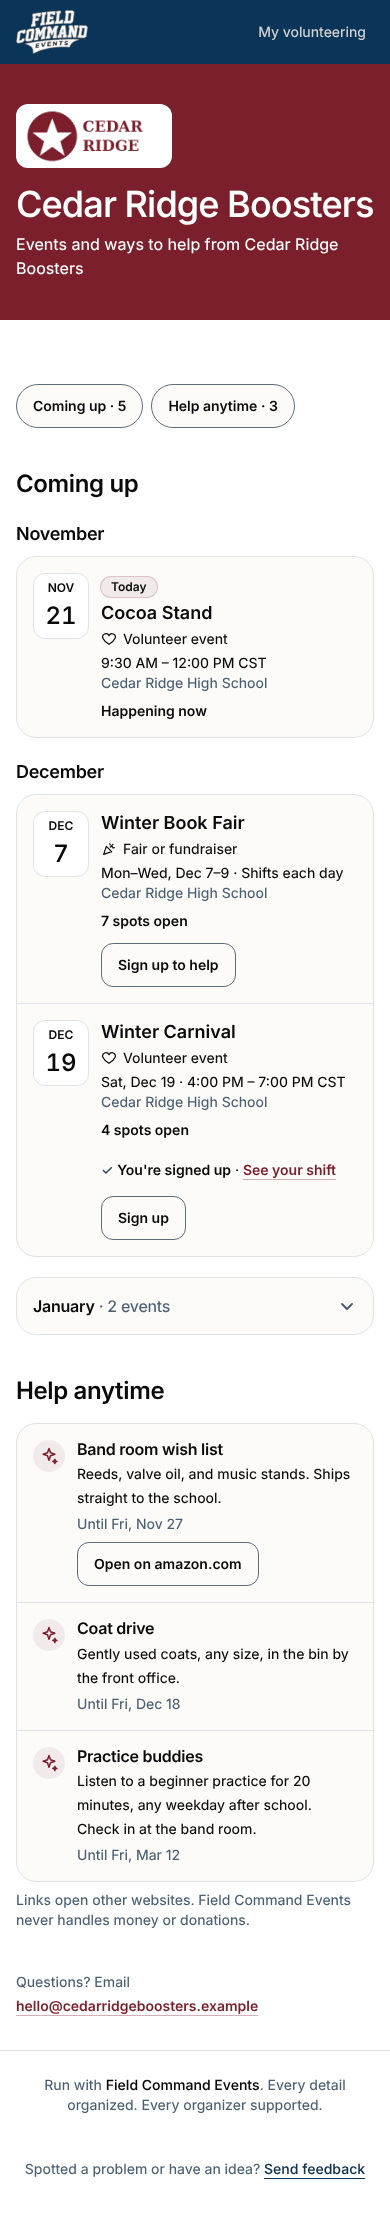 FIELD
COMMAND
EVENTS
My volunteering
CEDAR
RIDGE
Cedar Ridge Boosters
Events and ways to help from Cedar Ridge
Boosters
Coming up · 5
Help anytime · 3
Coming up
November
NOV
21
Today
Cocoa Stand
Volunteer event
9:30 AM – 12:00 PM CST
Cedar Ridge High School
Happening now
December
DEC
7
Winter Book Fair
Fair or fundraiser
Mon–Wed, Dec 7–9 · Shifts each day
Cedar Ridge High School
7 spots open
Sign up to help
DEC
19
Winter Carnival
Volunteer event
Sat, Dec 19 · 4:00 PM – 7:00 PM CST
Cedar Ridge High School
4 spots open
✓ You're signed up · See your shift
Sign up
January · 2 events
Help anytime
Band room wish list
Reeds, valve oil, and music stands. Ships
straight to the school.
Until Fri, Nov 27
Open on amazon.com
Coat drive
Gently used coats, any size, in the bin by
the front office.
Until Fri, Dec 18
Practice buddies
Listen to a beginner practice for 20
minutes, any weekday after school.
Check in at the band room.
Until Fri, Mar 12
Links open other websites. Field Command Events
never handles money or donations.
Questions? Email
hello@cedarridgeboosters.example
Run with Field Command Events. Every detail
organized. Every organizer supported.
Spotted a problem or have an idea? Send feedback